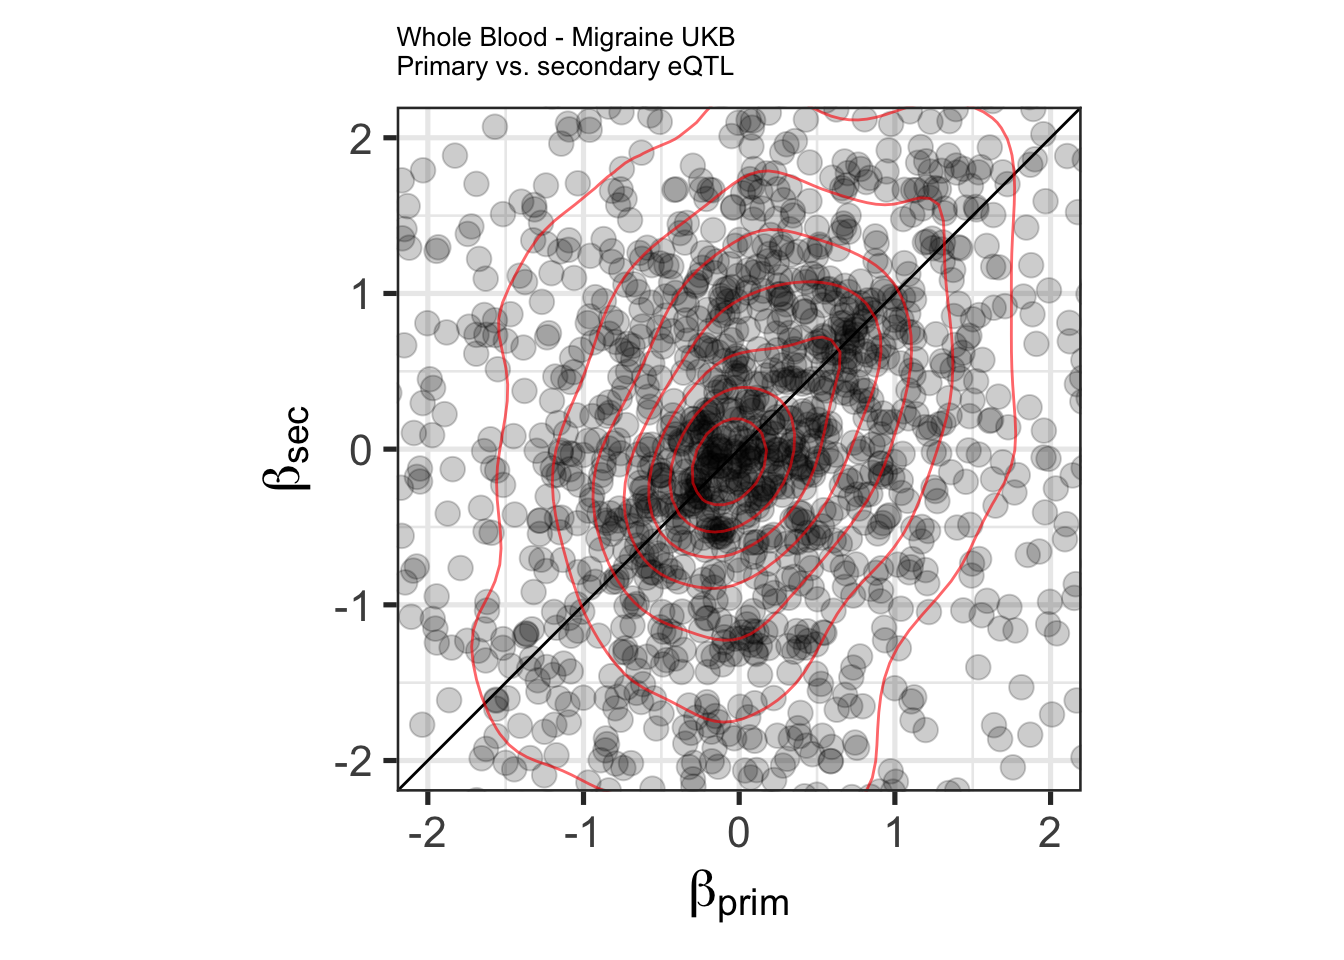 Whole Blood - Migraine UKB
Primary vs. secondary eQTL
2
1
0
-1
-2
βsec
-2 -1 0 1 2
βprim